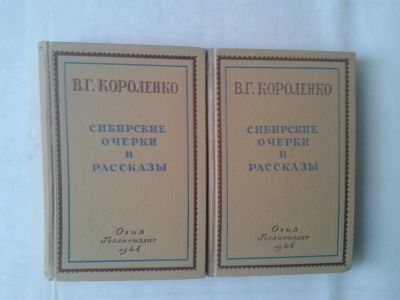 В.Г. КОРОЛЕНКО
СИБИРСКИЕ
ОЧЕРКИ
И
РАССКАЗЫ
Огиз
Гослитиздат
1946
В.Г. КОРОЛЕНКО
СИБИРСКИЕ
ОЧЕРКИ
И
РАССКАЗЫ
Огиз
Гослитиздат
1946